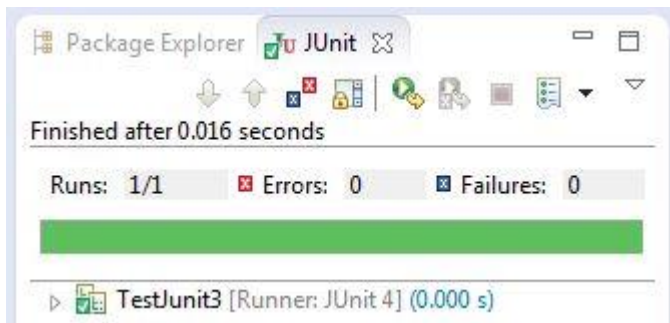 Package Explorer JUnit
Finished after 0.016 seconds
Runs: 1/1 Errors: 0 Failures: 0
TestJunit3 [Runner: JUnit 4] (0.000 s)